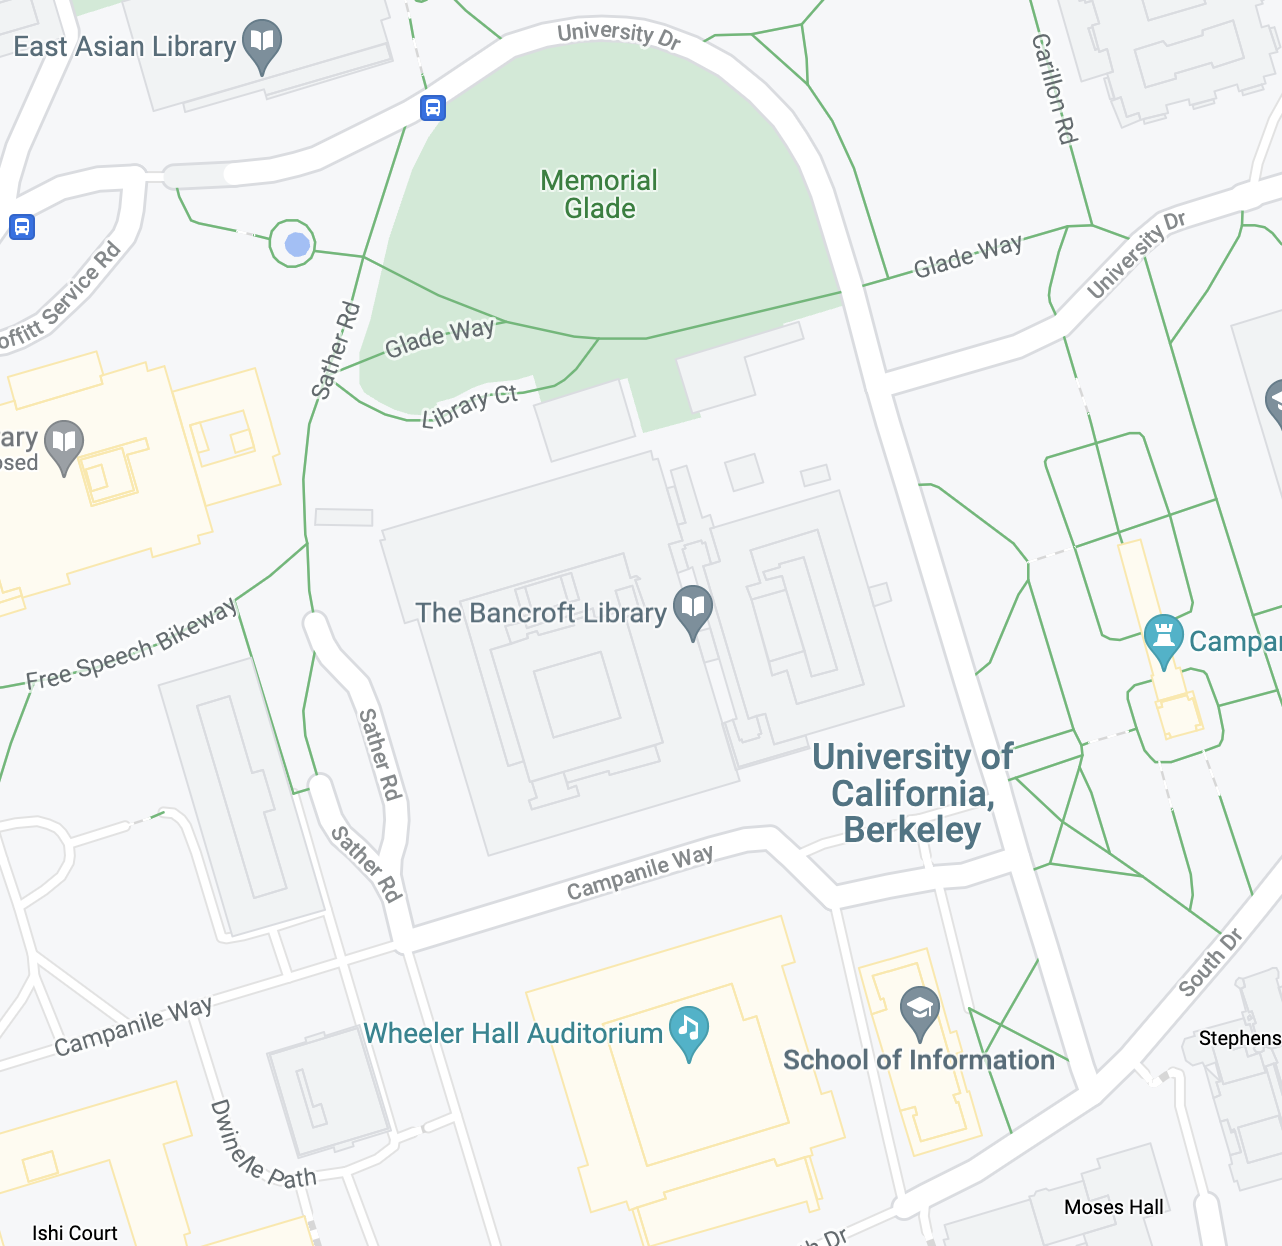 University Dr
East Asian Library
Carillon Rd
Memorial
Glade
University Dr
Glade Way
offitt Service Rd
Sather Rd
Glade Way
Library Ct
ary
osed
The Bancroft Library
Free Speech Bikeway
Campan
Sather Rd
University of
California,
Berkeley
Sather Rd
Campanile Way
South Dr
Campanile Way
Wheeler Hall Auditorium
School of Information
Stephens
Dwinelle Path
Moses Hall
Ishi Court
h Dr